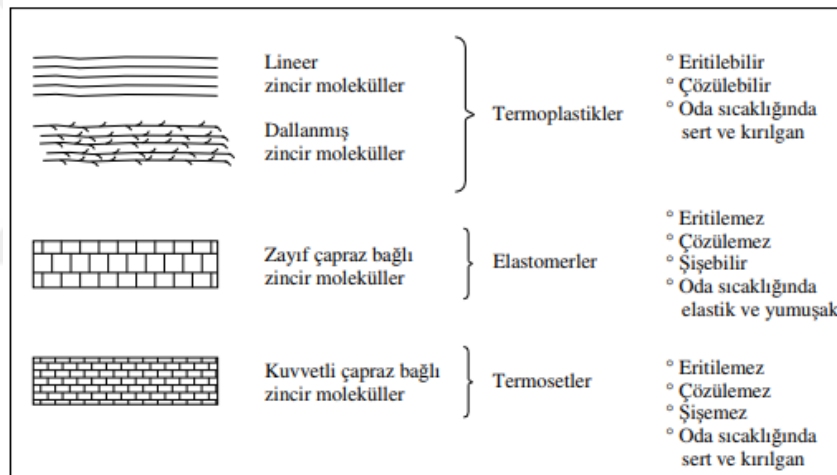 Lineer
zincir moleküller
Dallanmış
zincir moleküller
Termoplastikler
° Eritilebilir
° Çözülebilir
° Oda sıcaklığında
sert ve kırılgan
Zayıf çapraz bağlı
zincir moleküller
Elastomerler
° Eritilemez
° Çözülemez
° Şişebilir
° Oda sıcaklığında
elastik ve yumuşak
Kuvvetli çapraz bağlı
zincir moleküller
Termosetler
° Eritilemez
° Çözülemez
° Şişemez
° Oda sıcaklığında
sert ve kırılgan